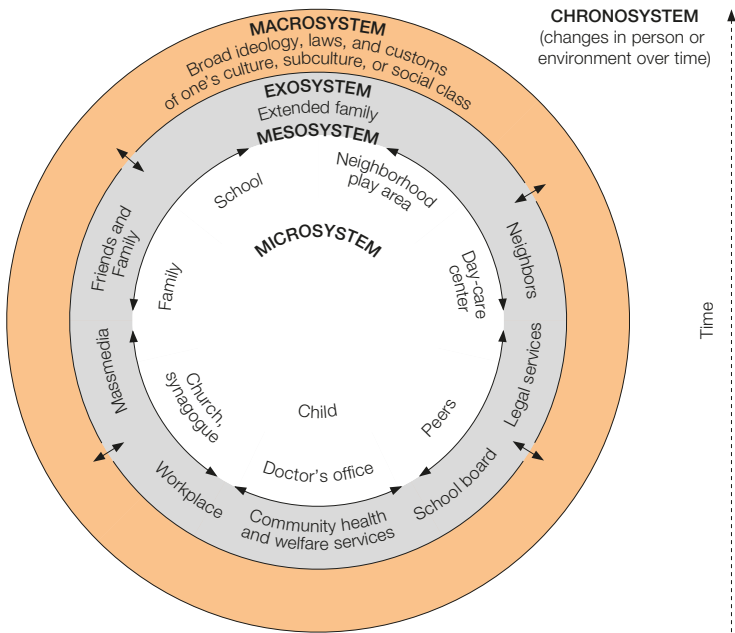 MACROSYSTEM
Broad ideology, laws, and customs
of one's culture, subculture, or social class
CHRONOSYSTEM
(changes in person or
environment over time)
EXOSYSTEM
Extended family
MESOSYSTEM
School
Neighborhood
play area
MICROSYSTEM
Friends and
Family
Family
Day-care
center
Neighbors
Time
Massmedia
Church,
synagogue
Child
Peers
Legal services
Doctor's office
Workplace
Community health
and welfare services
School board